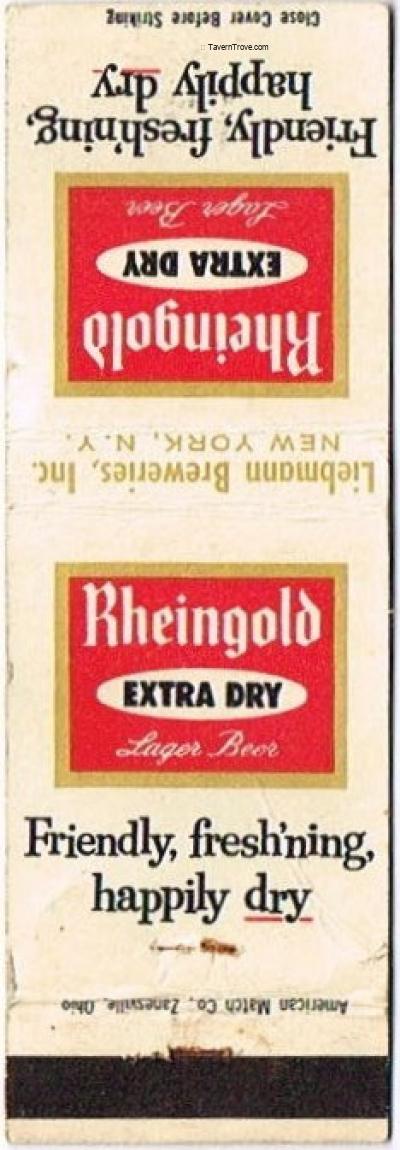 Close Cover Before Striking
:: TavernTrove.com
Friendly, fresh'ning,
happily dry
Rheingold
EXTRA DRY
Lager Beer
Liebmann Breweries, Inc.
NEW YORK, N.Y.
Rheingold
EXTRA DRY
Lager Beer
Friendly, fresh'ning,
happily dry
American Match Co., Zanesville, Ohio